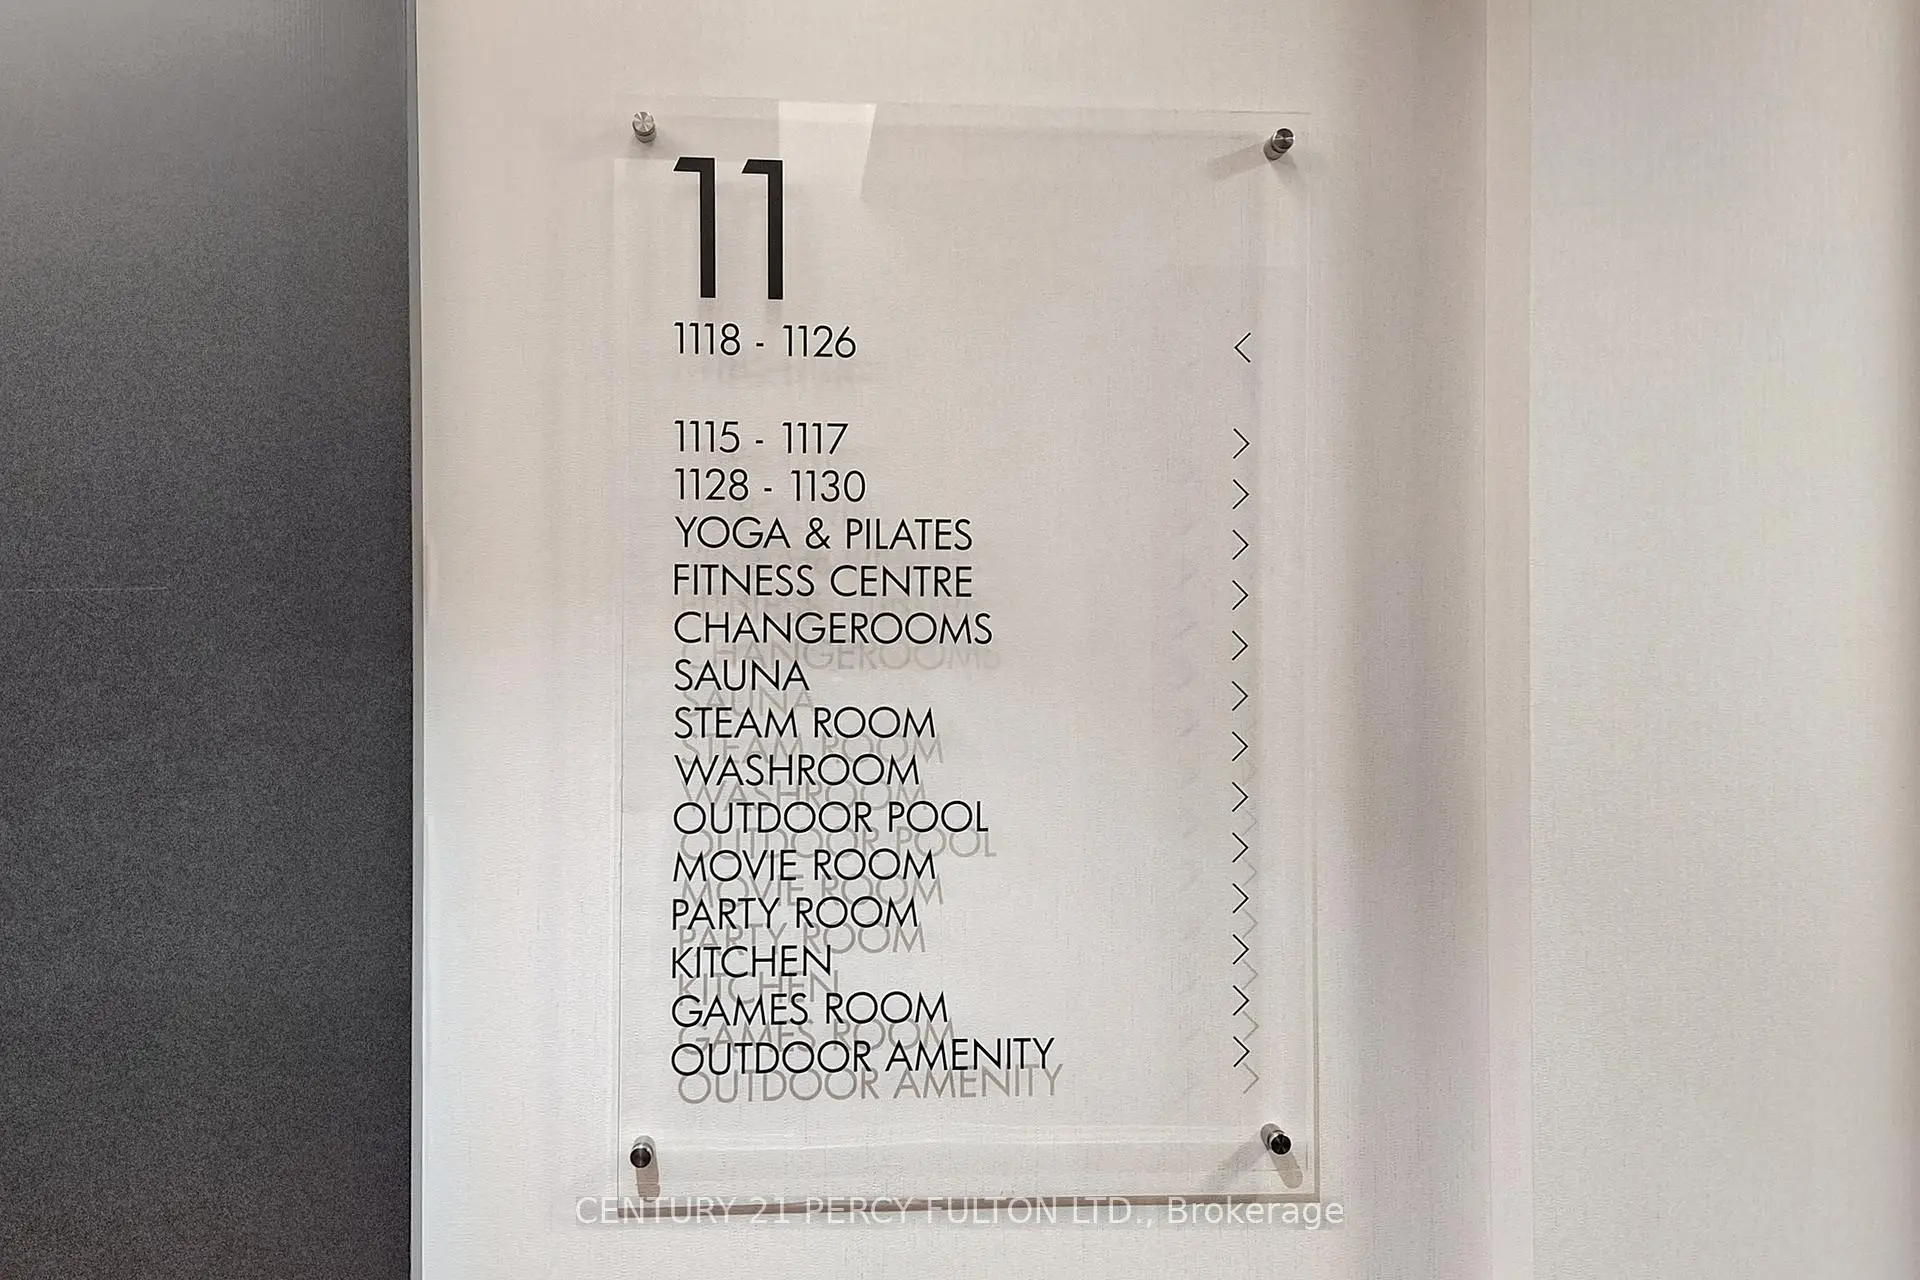 11
1118 - 1126 <
1115 - 1117 >
1128 - 1130 >
YOGA & PILATES >
FITNESS CENTRE >
CHANGEROOMS >
SAUNA >
STEAM ROOM >
WASHROOM >
OUTDOOR POOL >
MOVIE ROOM >
PARTY ROOM >
KITCHEN >
GAMES ROOM >
OUTDOOR AMENITY >
CENTURY 21 PERCY FULTON LTD., Brokerage